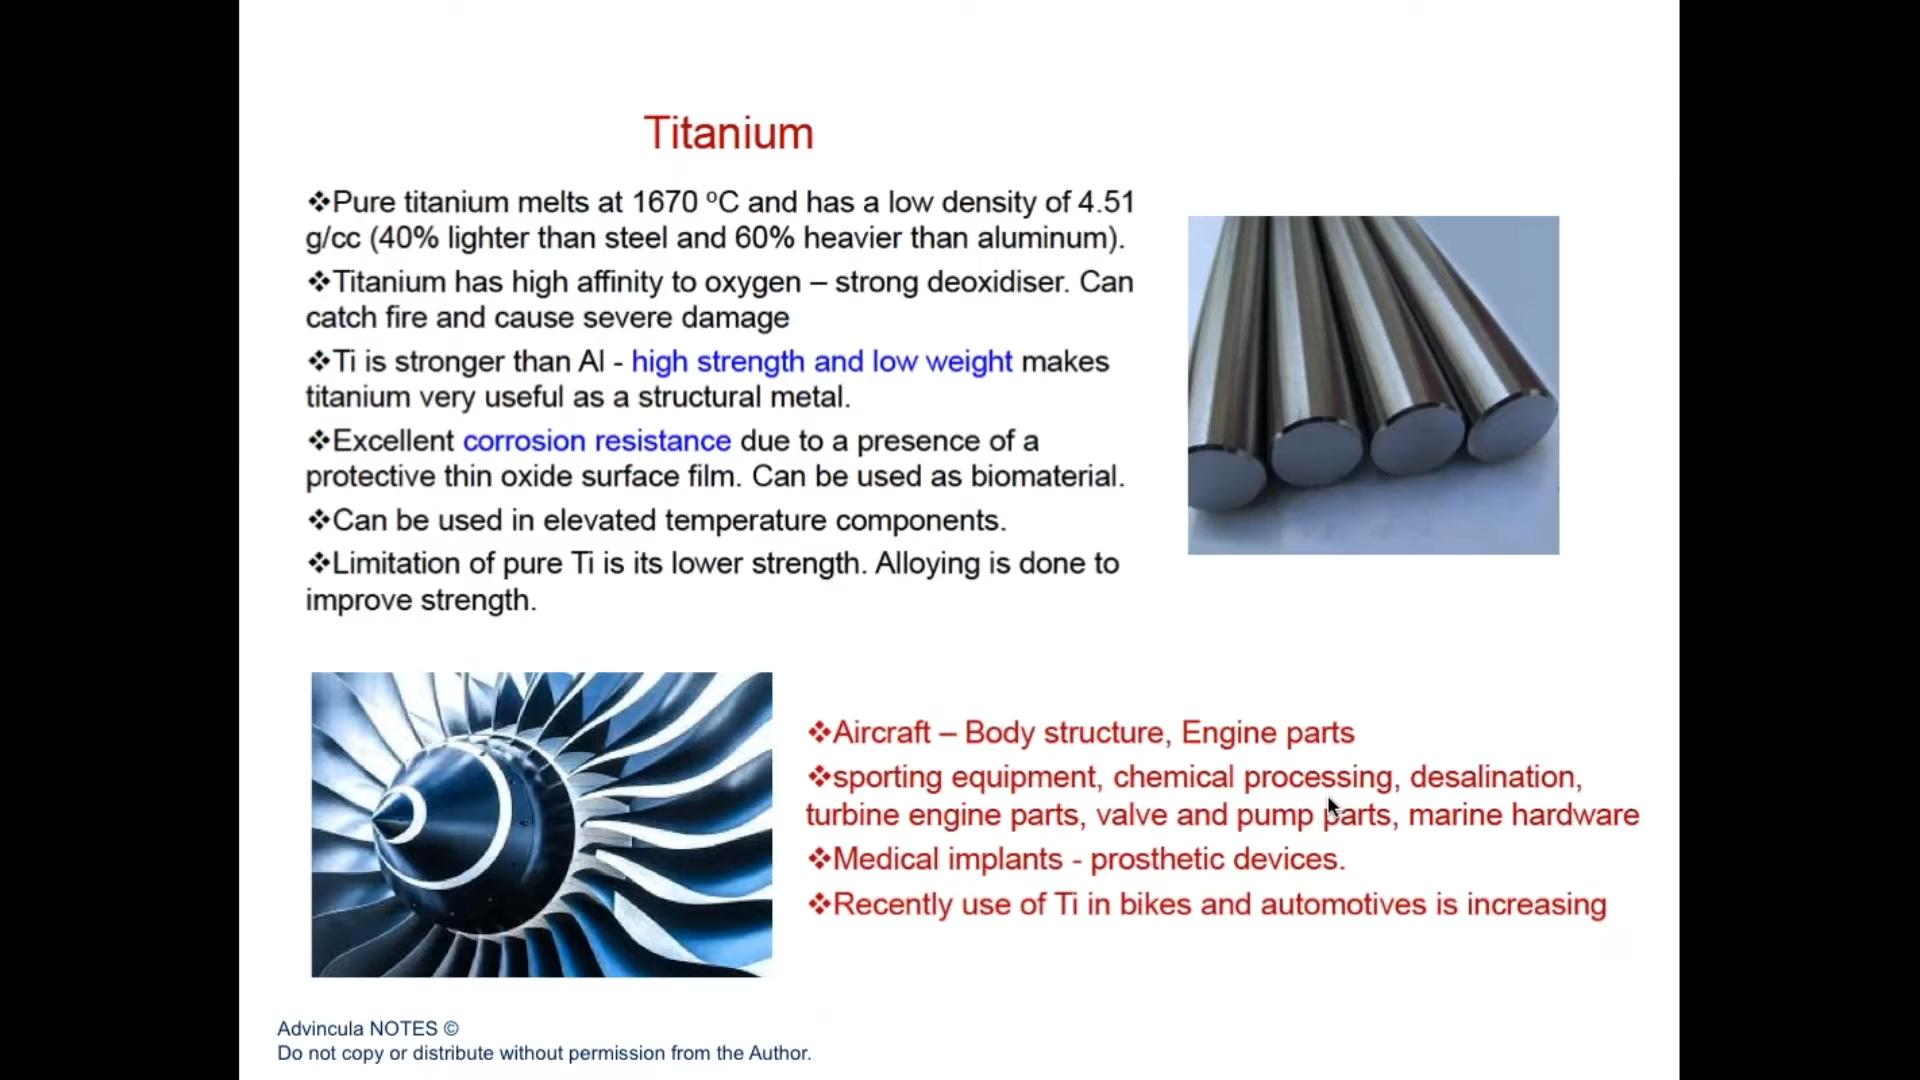 Titanium
❖Pure titanium melts at 1670 ºC and has a low density of 4.51
g/cc (40% lighter than steel and 60% heavier than aluminum).
❖Titanium has high affinity to oxygen – strong deoxidiser. Can
catch fire and cause severe damage
❖Ti is stronger than Al - high strength and low weight makes
titanium very useful as a structural metal.
❖Excellent corrosion resistance due to a presence of a
protective thin oxide surface film. Can be used as biomaterial.
❖Can be used in elevated temperature components.
❖Limitation of pure Ti is its lower strength. Alloying is done to
improve strength.
❖Aircraft – Body structure, Engine parts
❖sporting equipment, chemical processing, desalination,
turbine engine parts, valve and pump parts, marine hardware
❖Medical implants - prosthetic devices.
❖Recently use of Ti in bikes and automotives is increasing
Advincula NOTES ©
Do not copy or distribute without permission from the Author.